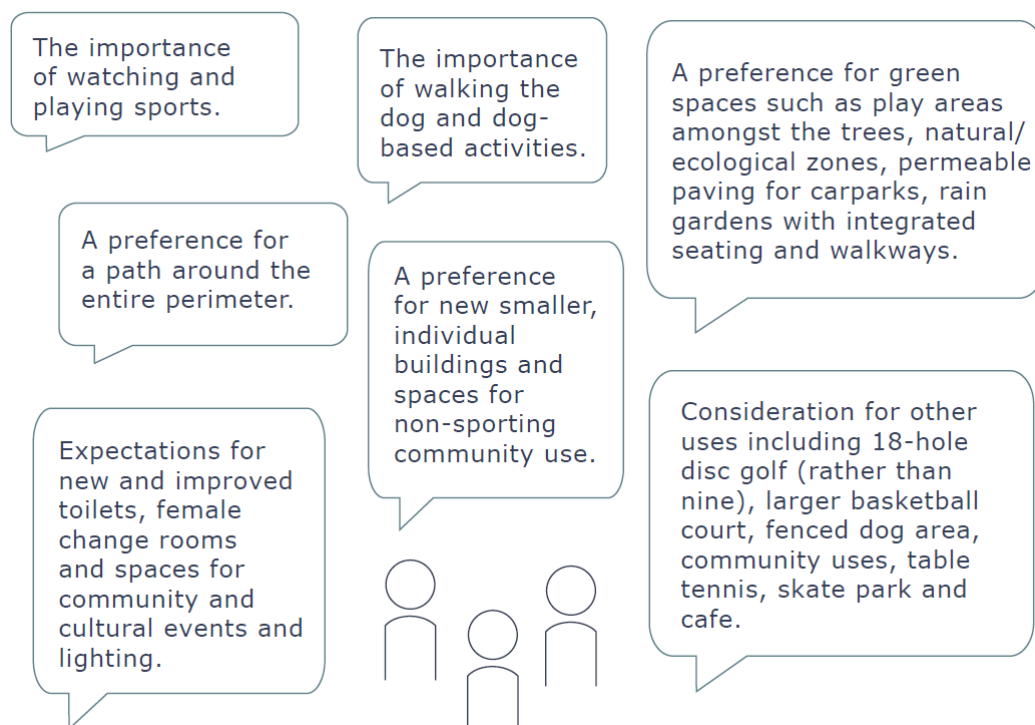 The importance
of watching and
playing sports.
The importance
of walking the
dog and dog-
based activities.
A preference for green
spaces such as play areas
amongst the trees, natural/
ecological zones, permeable
paving for carparks, rain
gardens with integrated
seating and walkways.
A preference for
a path around the
entire perimeter.
A preference
for new smaller,
individual
buildings and
spaces for
non-sporting
community use.
Expectations for
new and improved
toilets, female
change rooms
and spaces for
community and
cultural events and
lighting.
Consideration for other
uses including 18-hole
disc golf (rather than
nine), larger basketball
court, fenced dog area,
community uses, table
tennis, skate park and
cafe.